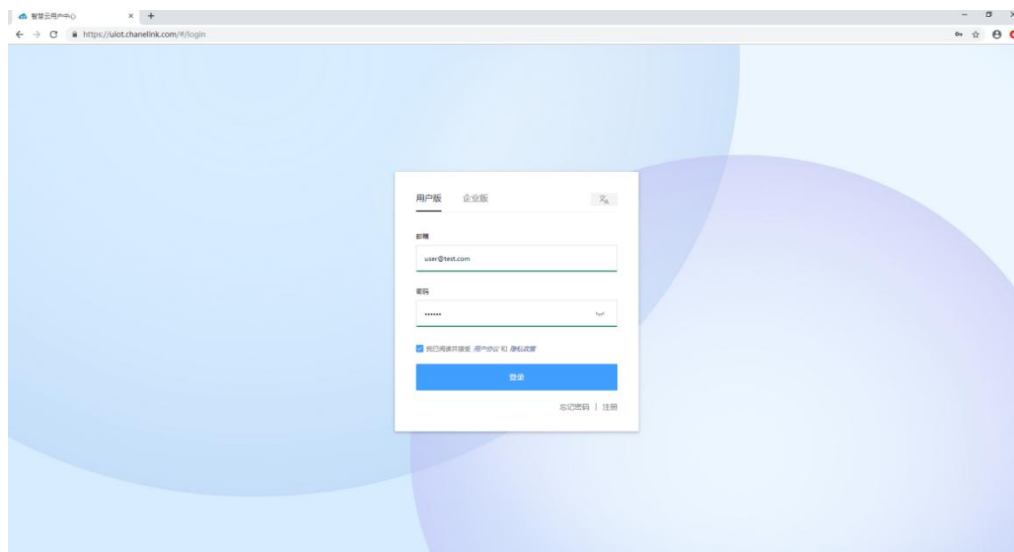 智慧云用户中心
https://uiot.chanelink.com/#/login
用户版 企业版
邮箱
user@test.com
密码
••••••
我已阅读并接受 用户协议 和 隐私政策
登录
忘记密码 | 注册